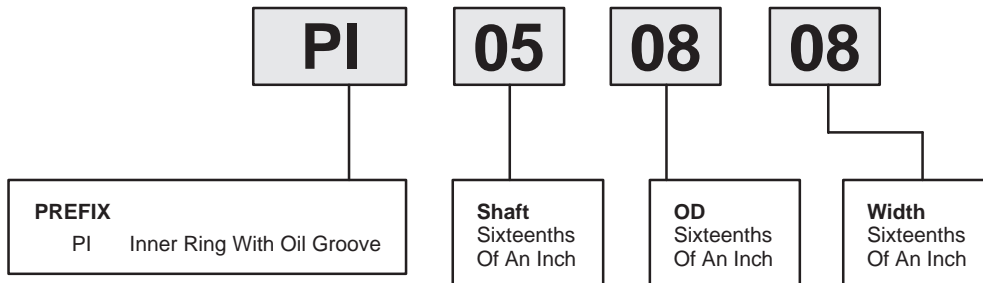 PI 05 08 08
PREFIX
PI Inner Ring With Oil Groove
Shaft
Sixteenths
Of An Inch
OD
Sixteenths
Of An Inch
Width
Sixteenths
Of An Inch